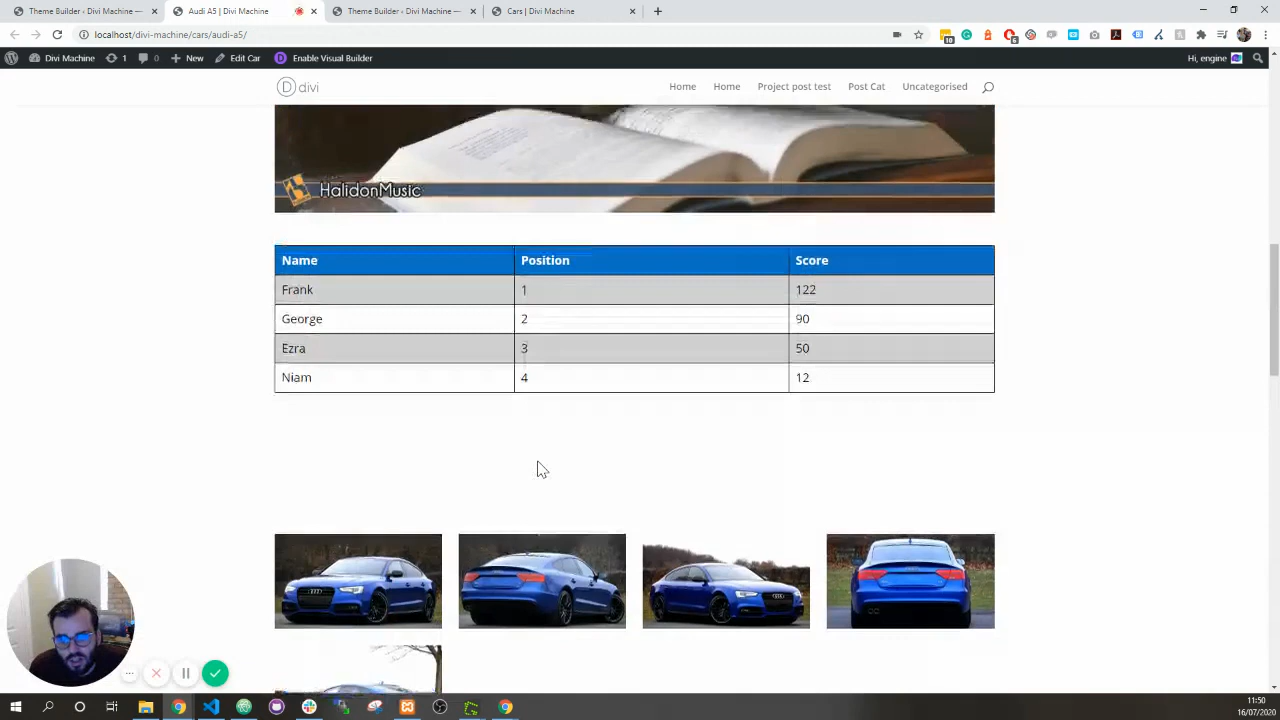 Theme Builder ‹ Divi Machine —
Audi A5 | Divi Machine
Theme Builder ‹ Divi Machine —
Cars | Divi Machine
localhost/divi-machine/cars/audi-a5/
Divi Machine
1
0
New
Edit Car
Enable Visual Builder
Hi, engine
divi
Home
Home
Project post test
Post Cat
Uncategorised
HalidonMusic
Name Position Score
Frank 1 122
George 2 90
Ezra 3 50
Niam 4 12
11:50
16/07/2020